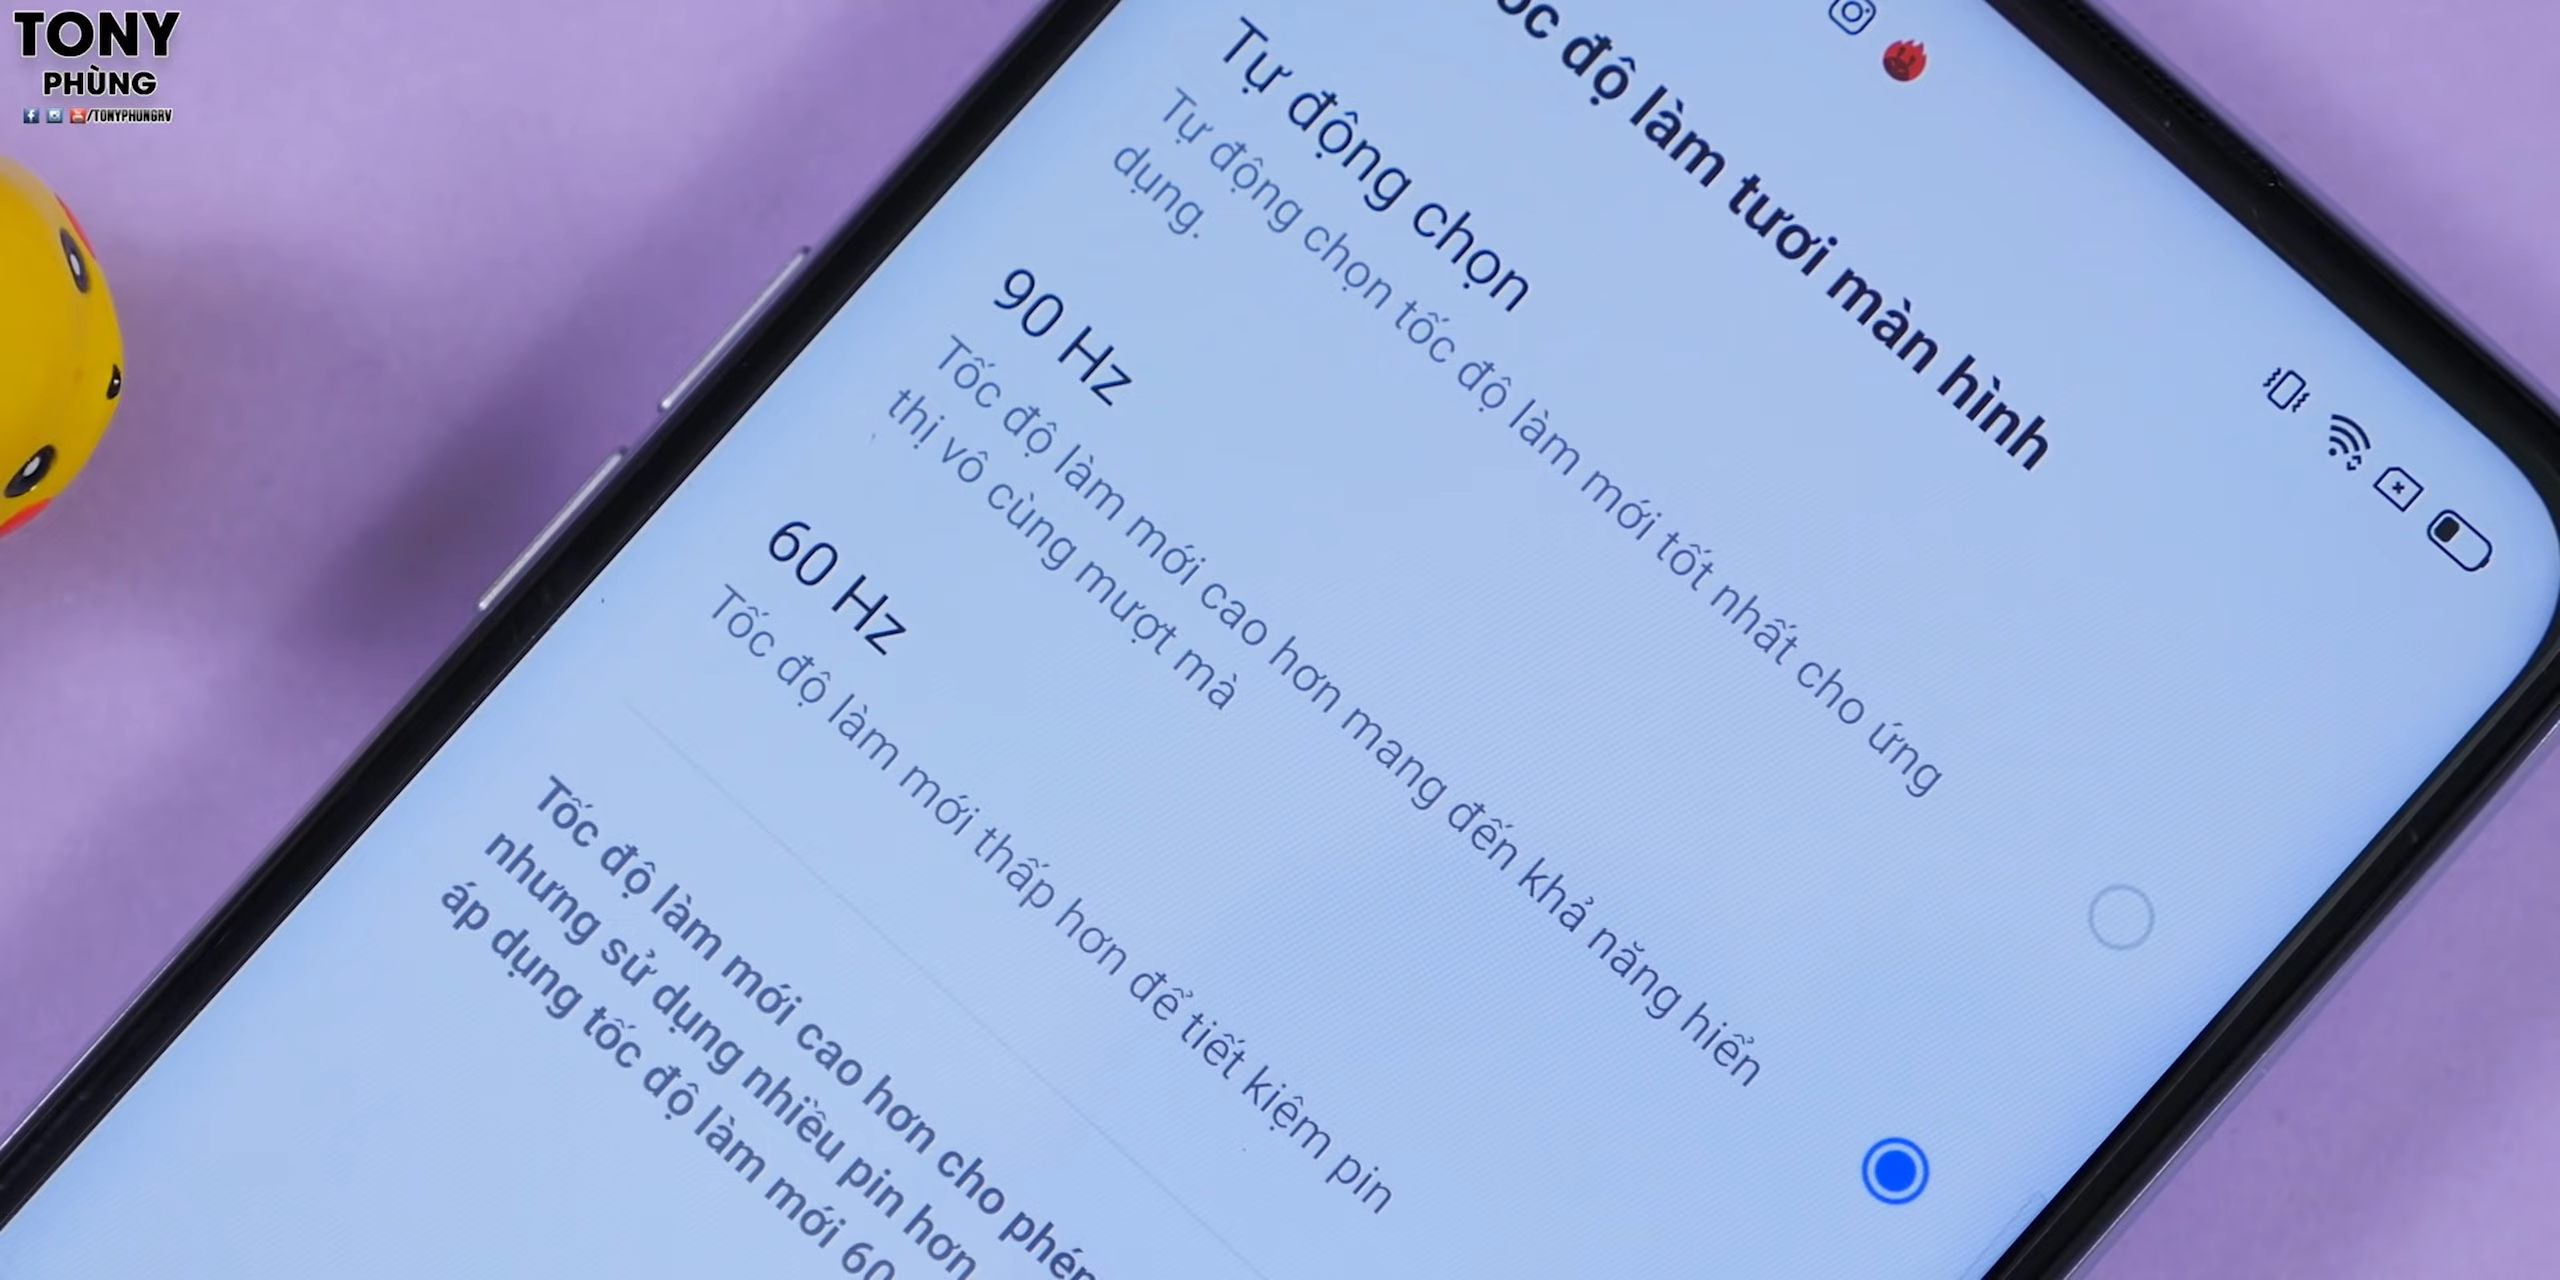 TONY
PHÙNG
/TONYPHUNGRV
độ làm tươi màn hình
Tự động chọn
Tự động chọn tốc độ làm mới tốt nhất cho ứng
dụng.
90 Hz
Tốc độ làm mới cao hơn mang đến khả năng hiển
thị vô cùng mượt mà
60 Hz
Tốc độ làm mới thấp hơn để tiết kiệm pin
Tốc độ làm mới cao hơn cho
nhưng sử dụng nhiều pin hơn
áp dụng tốc độ làm mới 60